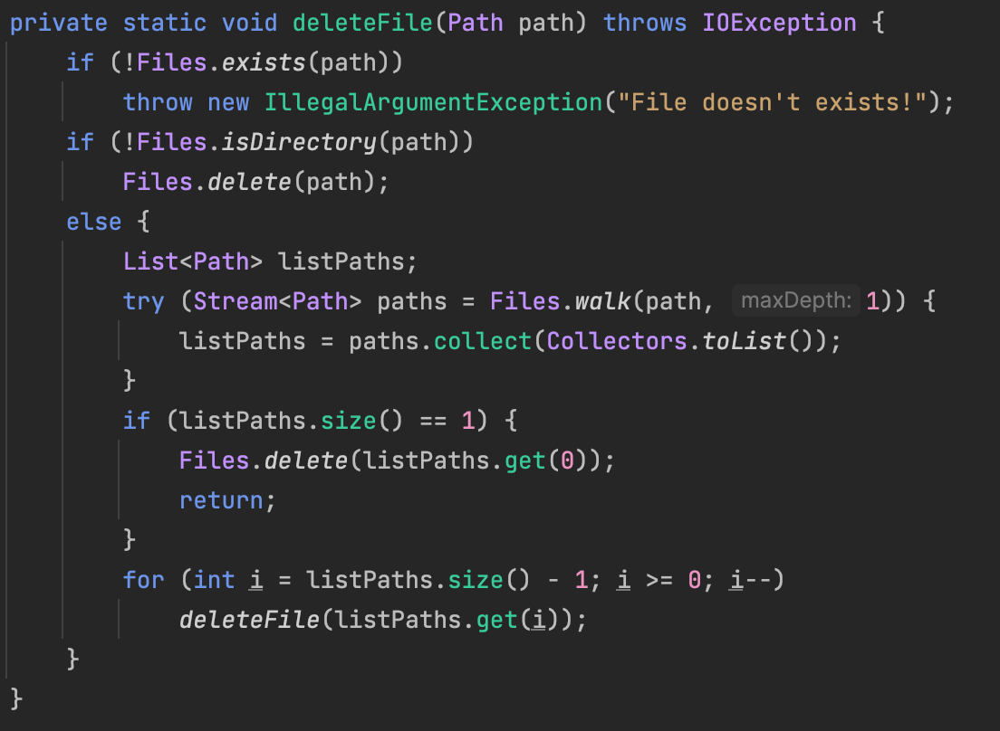 private static void deleteFile(Path path) throws IOException {
    if (!Files.exists(path))
        throw new IllegalArgumentException("File doesn't exists!");
    if (!Files.isDirectory(path))
        Files.delete(path);
    else {
        List<Path> listPaths;
        try (Stream<Path> paths = Files.walk(path, maxDepth: 1)) {
            listPaths = paths.collect(Collectors.toList());
        }
        if (listPaths.size() == 1) {
            Files.delete(listPaths.get(0));
            return;
        }
        for (int i = listPaths.size() - 1; i >= 0; i--)
            deleteFile(listPaths.get(i));
    }
}